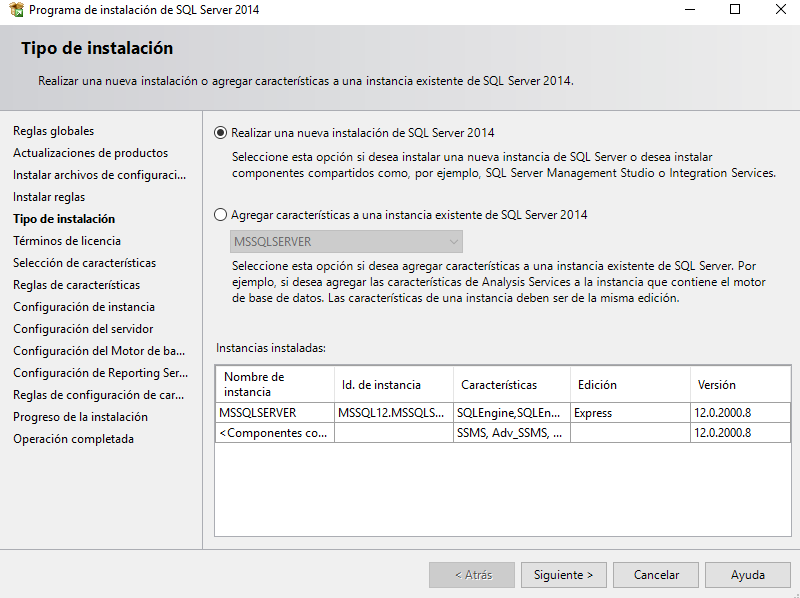 Programa de instalación de SQL Server 2014
Tipo de instalación
Realizar una nueva instalación o agregar características a una instancia existente de SQL Server 2014.
Reglas globales
Actualizaciones de productos
Instalar archivos de configuraci...
Instalar reglas
Tipo de instalación
Términos de licencia
Selección de características
Reglas de características
Configuración de instancia
Configuración del servidor
Configuración del Motor de ba...
Configuración de Reporting Ser...
Reglas de configuración de car...
Progreso de la instalación
Operación completada
Realizar una nueva instalación de SQL Server 2014
Seleccione esta opción si desea instalar una nueva instancia de SQL Server o desea instalar
componentes compartidos como, por ejemplo, SQL Server Management Studio o Integration Services.
Agregar características a una instancia existente de SQL Server 2014
MSSQLSERVER
Seleccione esta opción si desea agregar características a una instancia existente de SQL Server. Por
ejemplo, si desea agregar las características de Analysis Services a la instancia que contiene el motor
de base de datos. Las características de una instancia deben ser de la misma edición.
Instancias instaladas:
Nombre de
instancia
Id. de instancia
Características
Edición
Versión
MSSQLSERVER MSSQL12.MSSQLS... SQLEngine,SQLEn... Express 12.0.2000.8
<Componentes co... SSMS, Adv_SSMS, ... 12.0.2000.8
< Atrás
Siguiente >
Cancelar
Ayuda